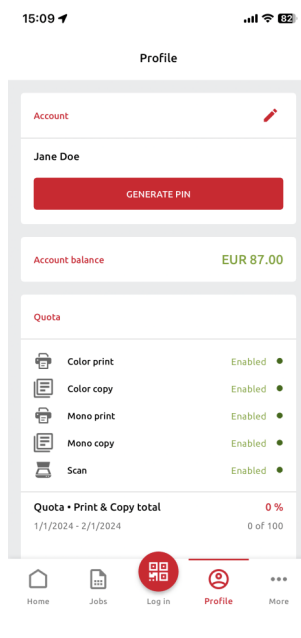 15:09
82
Profile
Account
Jane Doe
GENERATE PIN
Account balance
EUR 87.00
Quota
Color print Enabled
Color copy Enabled
Mono print Enabled
Mono copy Enabled
Scan Enabled
Quota • Print & Copy total 0 %
1/1/2024 - 2/1/2024 0 of 100
Home Jobs Log in Profile More